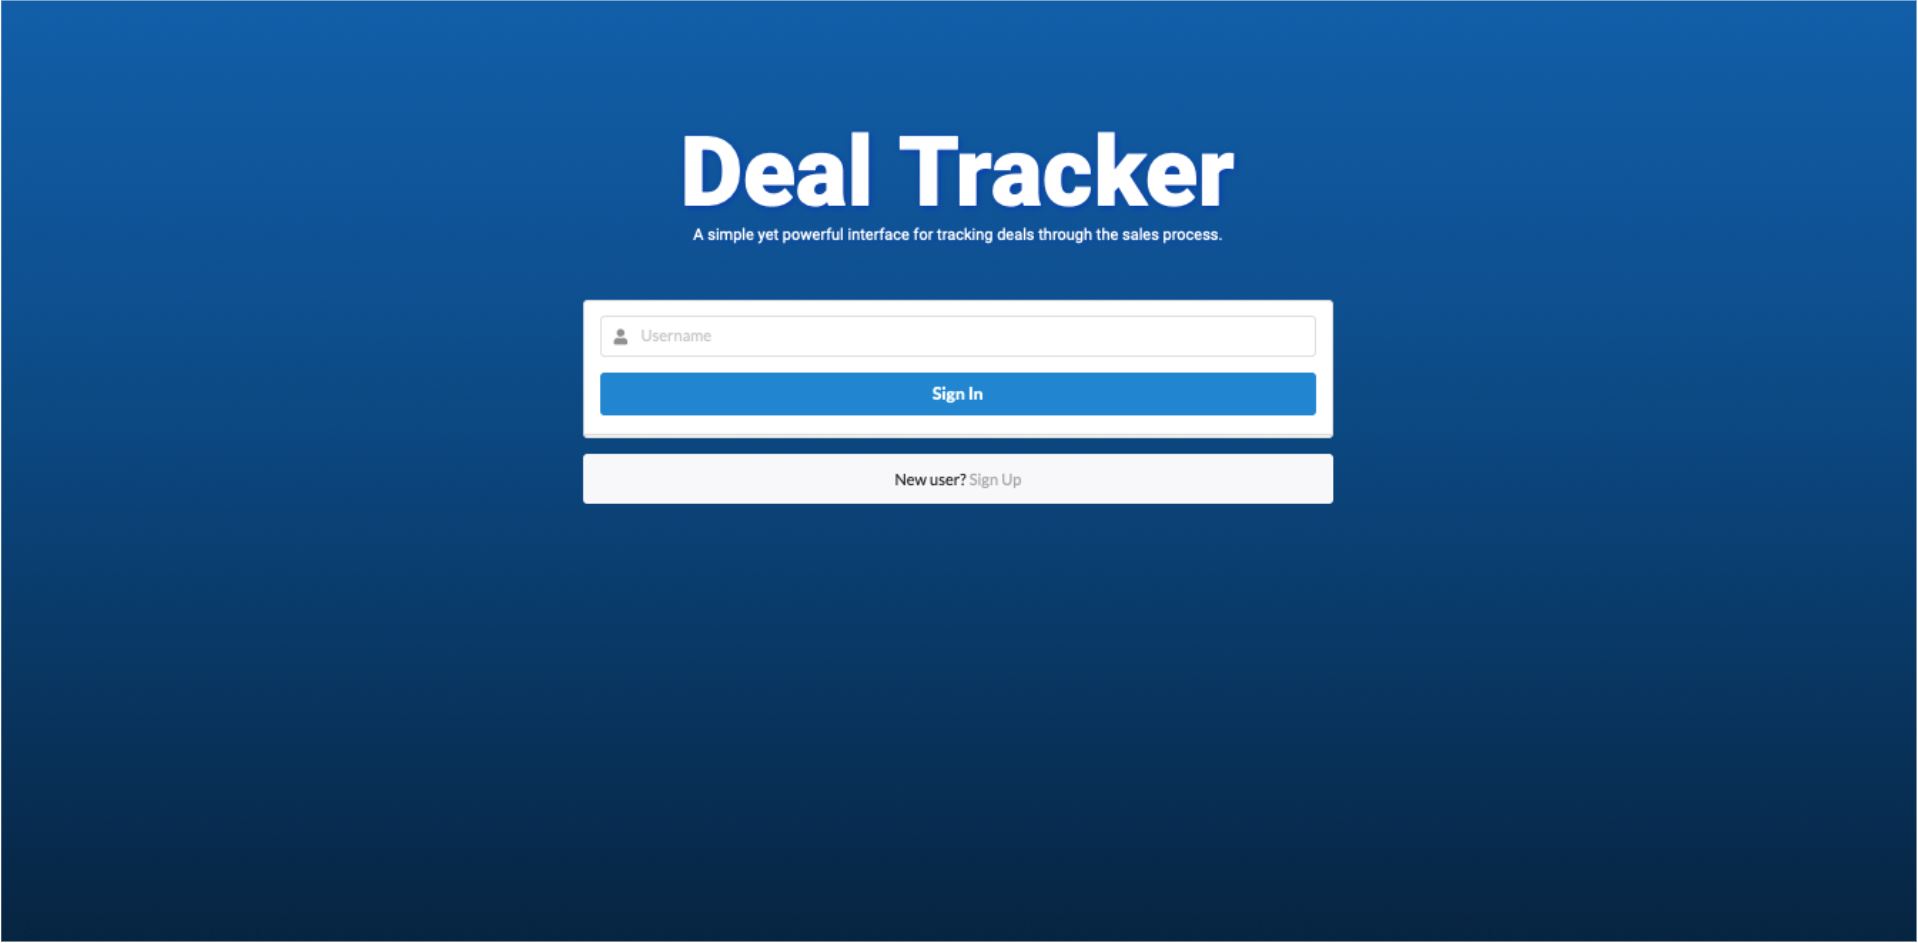 Deal Tracker
A simple yet powerful interface for tracking deals through the sales process.
Username
Sign In
New user? Sign Up